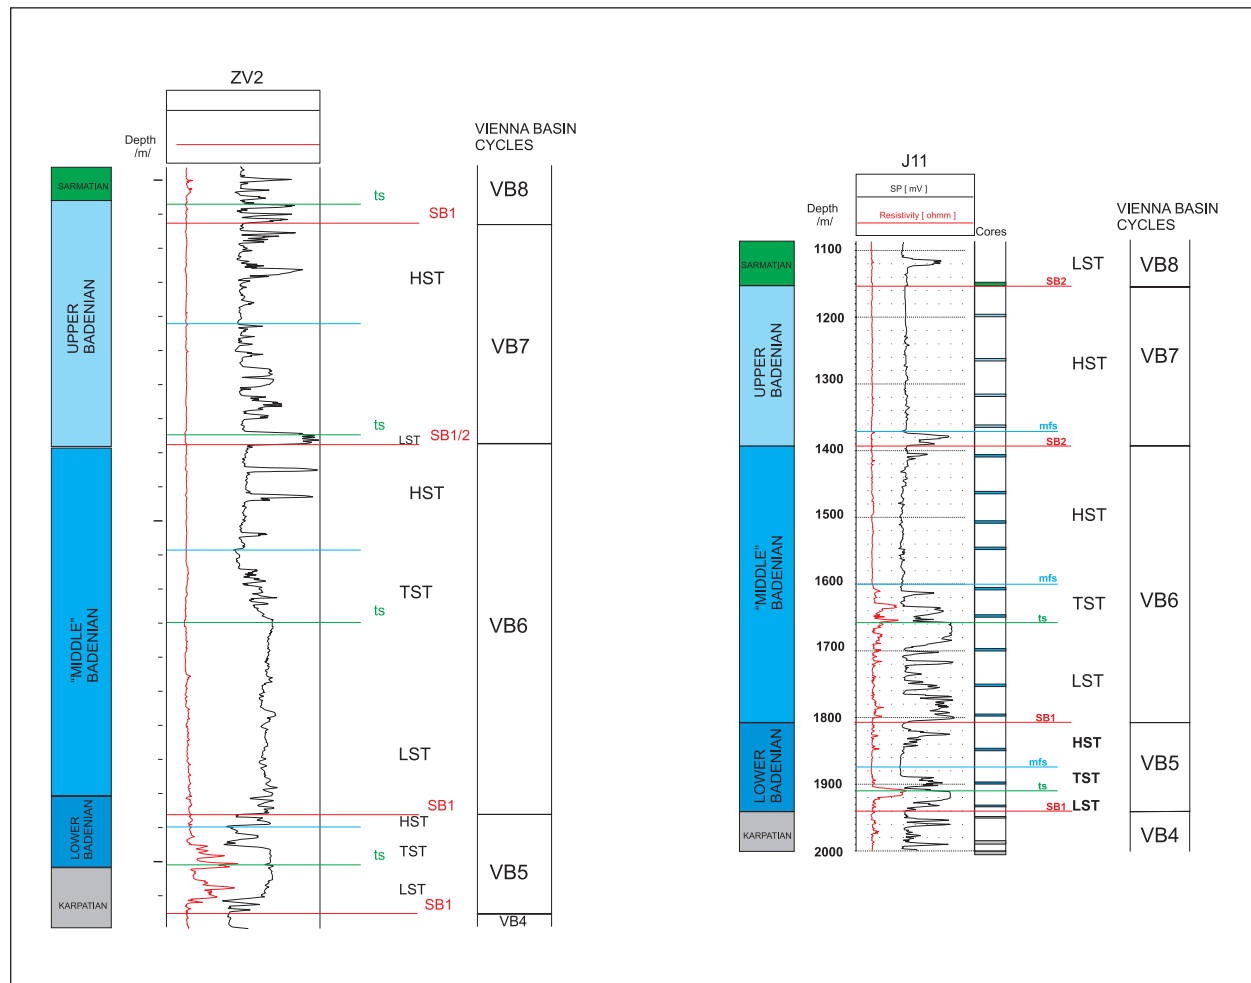 ZV2
Depth
/m/
VIENNA BASIN
CYCLES
SARMATIAN
UPPER
BADENIAN
"MIDDLE"
BADENIAN
LOWER
BADENIAN
KARPATIAN
ts
SB1
HST
ts
LST
SB1/2
HST
TST
ts
LST
SB1
HST
TST
ts
LST
SB1
VB8
VB7
VB6
VB5
VB4
J11
SP [ mV ]
Resistivity [ ohmm ]
Depth
/m/
Cores
VIENNA BASIN
CYCLES
SARMATIAN
UPPER
BADENIAN
"MIDDLE"
BADENIAN
LOWER
BADENIAN
KARPATIAN
1100
1200
1300
1400
1500
1600
1700
1800
1900
2000
LST
SB2
HST
mfs
SB2
HST
mfs
TST
ts
LST
SB1
HST
mfs
TST
ts
SB1
LST
VB8
VB7
VB6
VB5
VB4